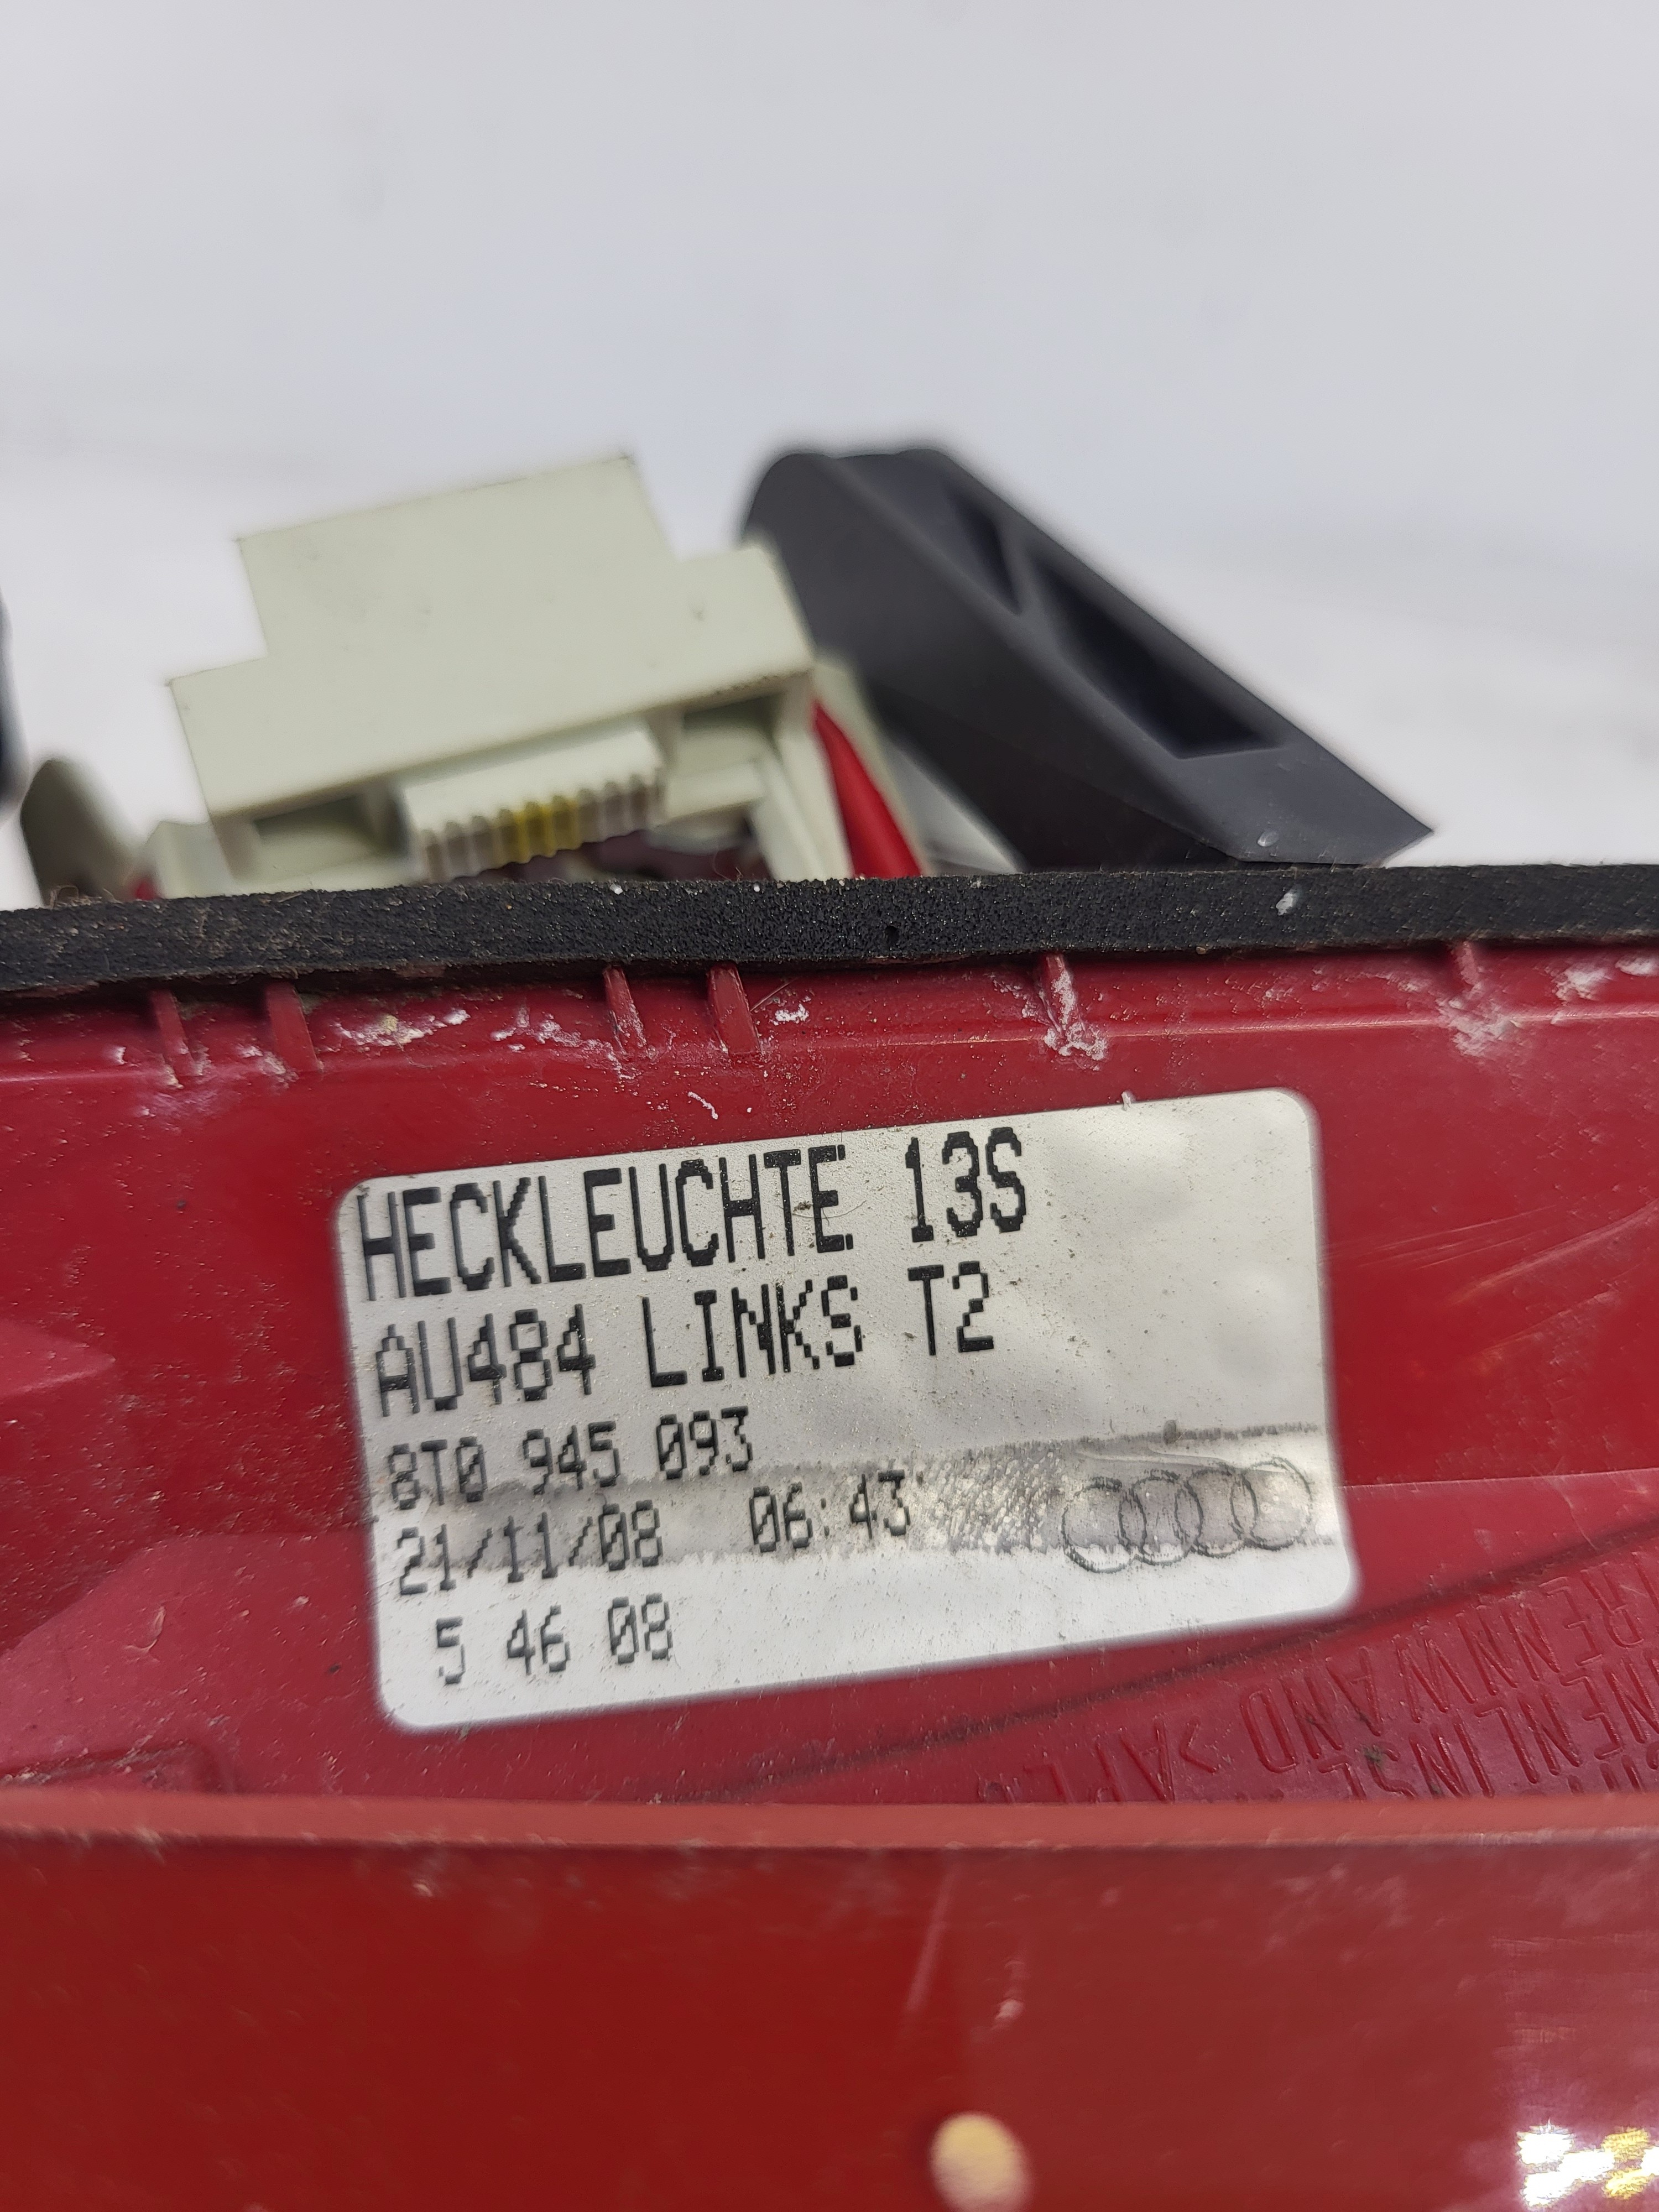 HECKLEUCHTE 13S
AU484 LINKS T2
8T0 945 093
21/11/08 06:43
5 46 08